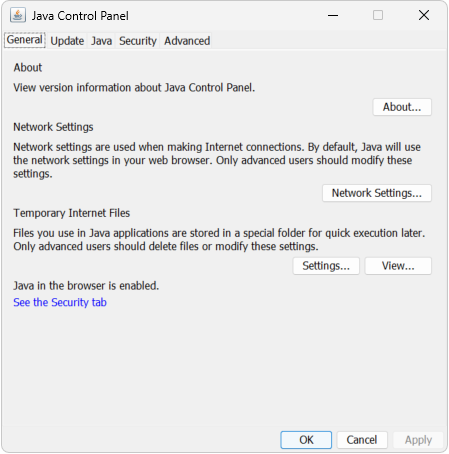 Java Control Panel
General Update Java Security Advanced
About
View version information about Java Control Panel.
About...
Network Settings
Network settings are used when making Internet connections. By default, Java will use
the network settings in your web browser. Only advanced users should modify these
settings.
Network Settings...
Temporary Internet Files
Files you use in Java applications are stored in a special folder for quick execution later.
Only advanced users should delete files or modify these settings.
Settings... View...
Java in the browser is enabled.
See the Security tab
OK Cancel Apply